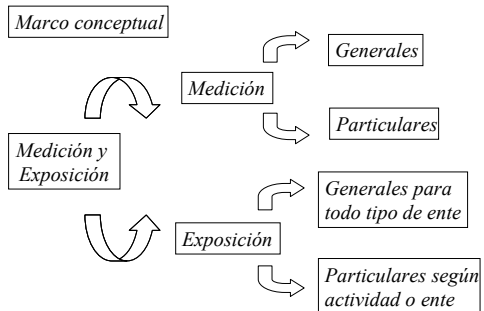 Marco conceptual
Generales
Medición
Particulares
Medición y
Exposición
Generales para
todo tipo de ente
Exposición
Particulares según
actividad o ente